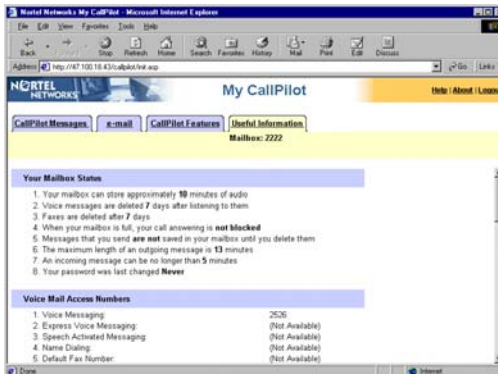 Nortel Networks My CallPilot - Microsoft Internet Explorer
File Edit View Favorites Tools Help
Back Stop Refresh Home Search Favorites History Mail Print Edit Discuss
Address http://47.100.18.43/callpilot/init.asp Go Links
NORTEL NETWORKS My CallPilot Help | About | Logout
CallPilot Messages e-mail CallPilot Features Useful Information
Mailbox: 2222
Your Mailbox Status
1. Your mailbox can store approximately 10 minutes of audio
2. Voice messages are deleted 7 days after listening to them
3. Faxes are deleted after 7 days
4. When your mailbox is full, your call answering is not blocked
5. Messages that you send are not saved in your mailbox until you delete them
6. The maximum length of an outgoing message is 13 minutes
7. An incoming message can be no longer than 5 minutes
8. Your password was last changed Never
Voice Mail Access Numbers
1. Voice Messaging: 2526
2. Express Voice Messaging: (Not Available)
3. Speech Activated Messaging: (Not Available)
4. Name Dialing: (Not Available)
5. Default Fax Number: (Not Available)
Done Internet